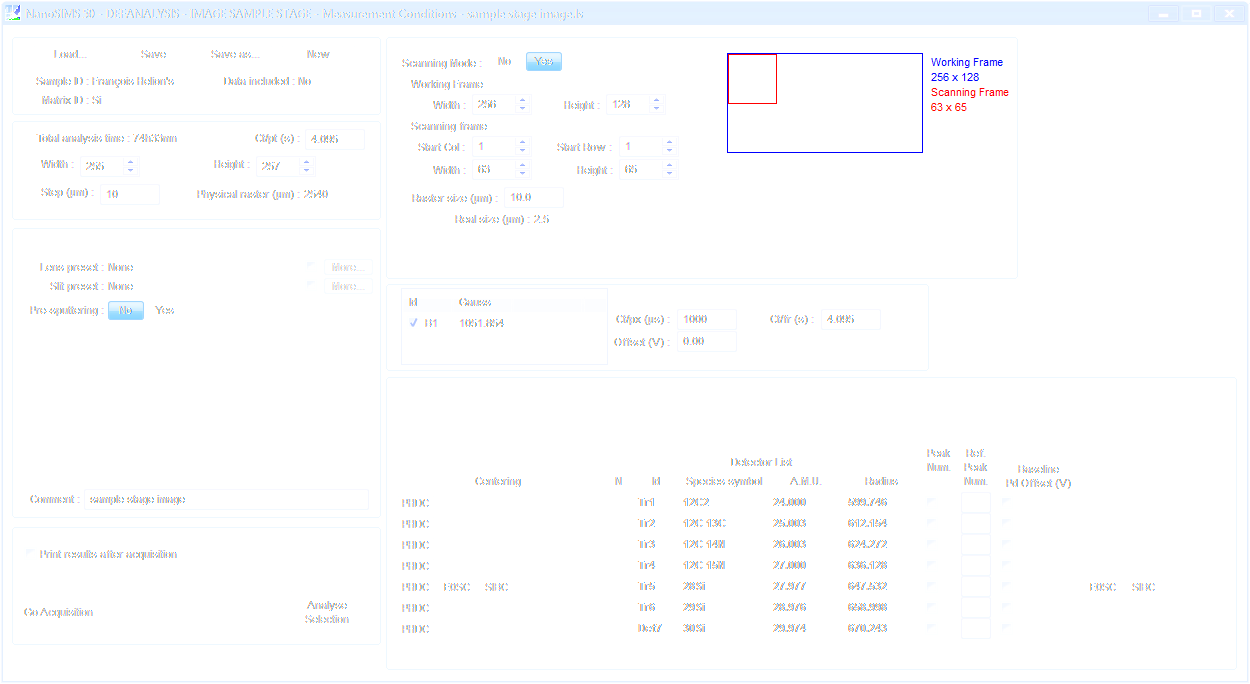 NanoSIMS 50 - DEFANALYSIS - IMAGE SAMPLE STAGE - Measurement Conditions - sample stage image.is
Load... Save Save as... New
Sample ID : François Delion's Data included : No
Matrix ID : Si
Total analysis time : 74h33mn Ct/pt (s) : 4.095
Width : 255 Height : 257
Step (µm) : 10 Physical raster (µm) : 2540
Lens preset : None More...
Slit preset : None More...
Pre-sputtering : No Yes
Comment : sample stage image
Print results after acquisition
Go Acquisition
Analyse
Selection
Scanning Mode : No Yes
Working Frame
Width : 256 Height : 128
Scanning frame
Start Col : 1 Start Row : 1
Width : 63 Height : 65
Raster size (µm) : 10.0
Real size (µm) : 2.5
Working Frame
256 x 128
Scanning Frame
63 x 65
Id Gauss
B1 1051.854
Ct/px (µs) : 1000 Ct/fr (s) : 4.095
Offset (V) : 0.00
Detector List
Peak Num. Ref. Peak Num. Baseline Pd Offset (V)
Centering N Id Species symbol A.M.U. Radius
PHDC Tr1 12C2 24.000 599.746
PHDC Tr2 12C 13C 25.003 612.154
PHDC Tr3 12C 14N 26.003 624.272
PHDC Tr4 12C 15N 27.000 636.128
PHDC E0SC SIBC Tr5 28Si 27.977 647.532 E0SC SIBC
PHDC Tr6 29Si 28.976 658.998
PHDC Det7 30Si 29.974 670.243